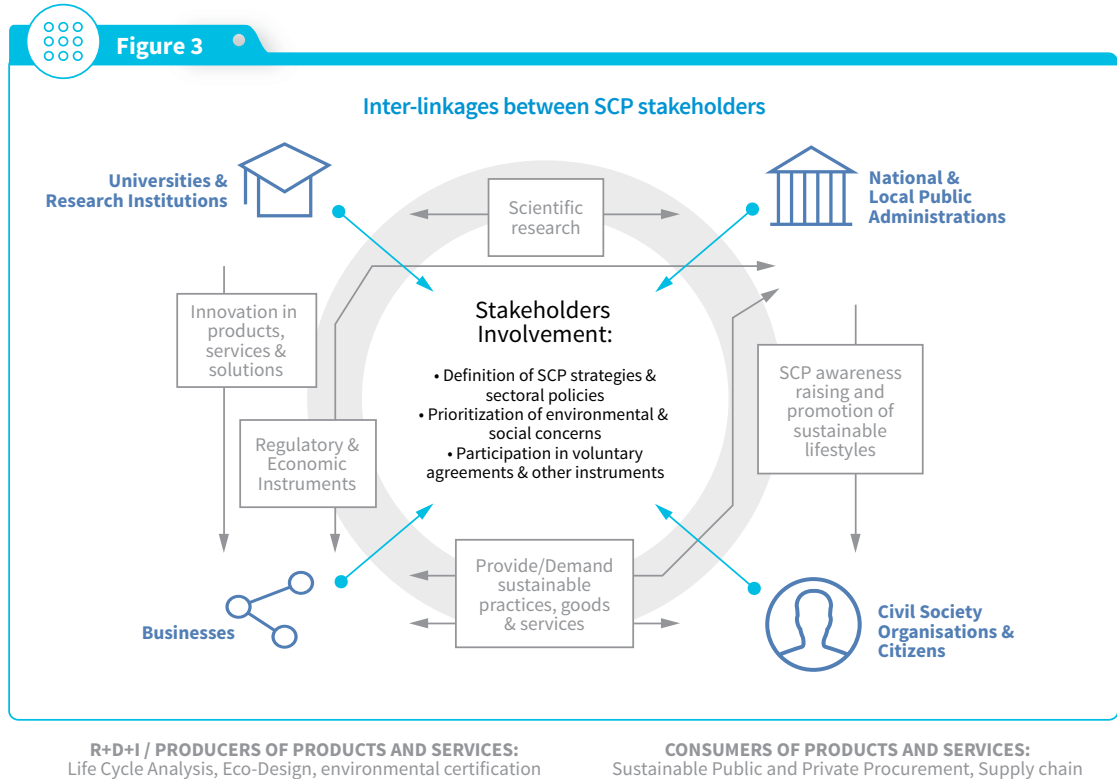 Figure 3
Inter-linkages between SCP stakeholders
Universities &
Research Institutions
National &
Local Public
Administrations
Scientific
research
Innovation in
products,
services &
solutions
Stakeholders
Involvement:
• Definition of SCP strategies &
sectoral policies
• Prioritization of environmental &
social concerns
• Participation in voluntary
agreements & other instruments
SCP awareness
raising and
promotion of
sustainable
lifestyles
Regulatory &
Economic
Instruments
Provide/Demand
sustainable
practices, goods
& services
Businesses
Civil Society
Organisations &
Citizens
R+D+I / PRODUCERS OF PRODUCTS AND SERVICES:
Life Cycle Analysis, Eco-Design, environmental certification
CONSUMERS OF PRODUCTS AND SERVICES:
Sustainable Public and Private Procurement, Supply chain